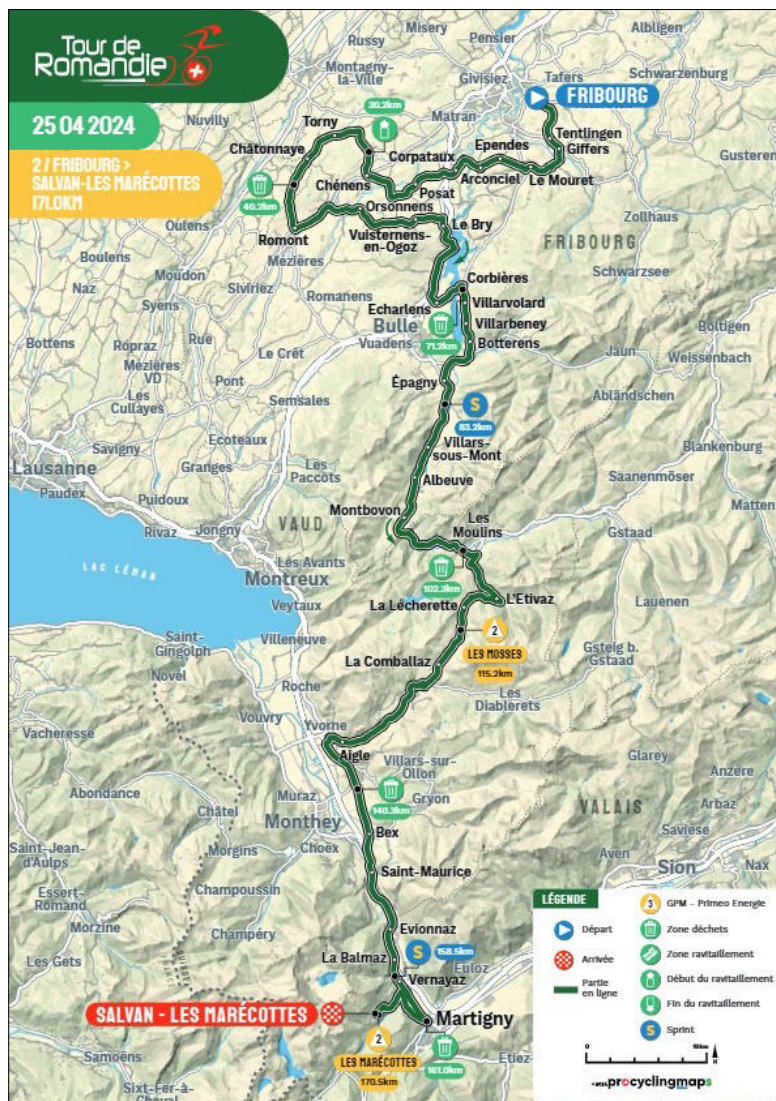 Tour de
Romandie
25 04 2024
2 / FRIBOURG >
SALVAN-LES MARÉCOTTES
171.0KM
Misery
Pensier
Albligen
Russy
Montagny-
la-Ville
Givisiez
Tafers
Schwarzenburg
FRIBOURG
30.2km
Nuvilly
Torny
Matran
Châtonnaye
Corpataux
Ependes
Tentlingen
Giffers
Gusteren
Chénens
Posat
Arconciel
Le Mouret
40.2km
Orsonnens
Zollhaus
Oulens
Romont
Vuisternens-
en-Ogoz
Le Bry
FRIBOURG
Boulens
Moudon
Mézières
Schwarzsee
Naz
Siviriez
Romanens
Corbières
Syens
Echarlens
Villarvolard
Bulle
Villarbeney
Boltigen
Bottens
Ropraz
Rue
Vuadens
71.2km
Botterens
Mézières
VD
Le Crêt
Jaun
Weissenbach
Pont
Épagny
Les
Cullayes
Semsales
Abländschen
83.2km
Savigny
Ecoteaux
Villars-
sous-Mont
Blankenburg
Lausanne
Granges
Les
Paccots
Albeuve
Saanenmöser
Paudex
Puidoux
Montbovon
Matten
Rivaz
Jongny
VAUD
Les
Moulins
Gstaad
LAC LÉMAN
Les Avants
102.3km
Montreux
Lauenen
Veytaux
La Lécherette
L'Etivaz
Saint-
Gingolph
Villeneuve
2
LES MOSSES
115.2km
Gsteig b.
Gstaad
Novel
La Comballaz
Roche
Les
Diablerets
Vouvry
Yvorne
Vacheresse
Aigle
Villars-sur-
Ollon
Glarey
Anzère
Abondance
Muraz
140.3km
Gryon
VALAIS
Arbaz
Châtel
Monthey
Savièse
Saint-Jean-
d'Aulps
Morgins
Choëx
Bex
Aven
Sion
Nax
Essert-
Romand
Champoussin
Saint-Maurice
Morzine
Champéry
Evionnaz
Les Gets
La Balmaz
158.5km
Euloz
Vernayaz
SALVAN - LES MARÉCOTTES
Martigny
2
LES MARÉCOTTES
170.5km
161.0km
Samoëns
Etiez
Sixt-Fer-à-
Cheval
LÉGENDE
Départ
Arrivée
Partie
en ligne
3 GPM - Primeo Energie
Zone déchets
Zone ravitaillement
Début du ravitaillement
Fin du ravitaillement
S Sprint
0 10km
N
procyclingmaps